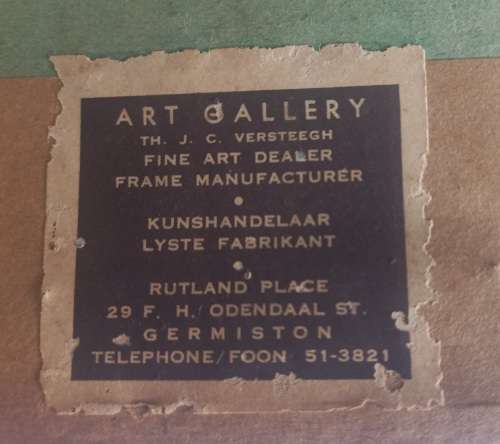 ART GALLERY
TH. J. C. VERSTEEGH
FINE ART DEALER
FRAME MANUFACTURER
KUNSHANDELAAR
LYSTE FABRIKANT
RUTLAND PLACE
29 F. H. ODENDAAL ST.
GERMISTON
TELEPHONE/FOON 51-3821